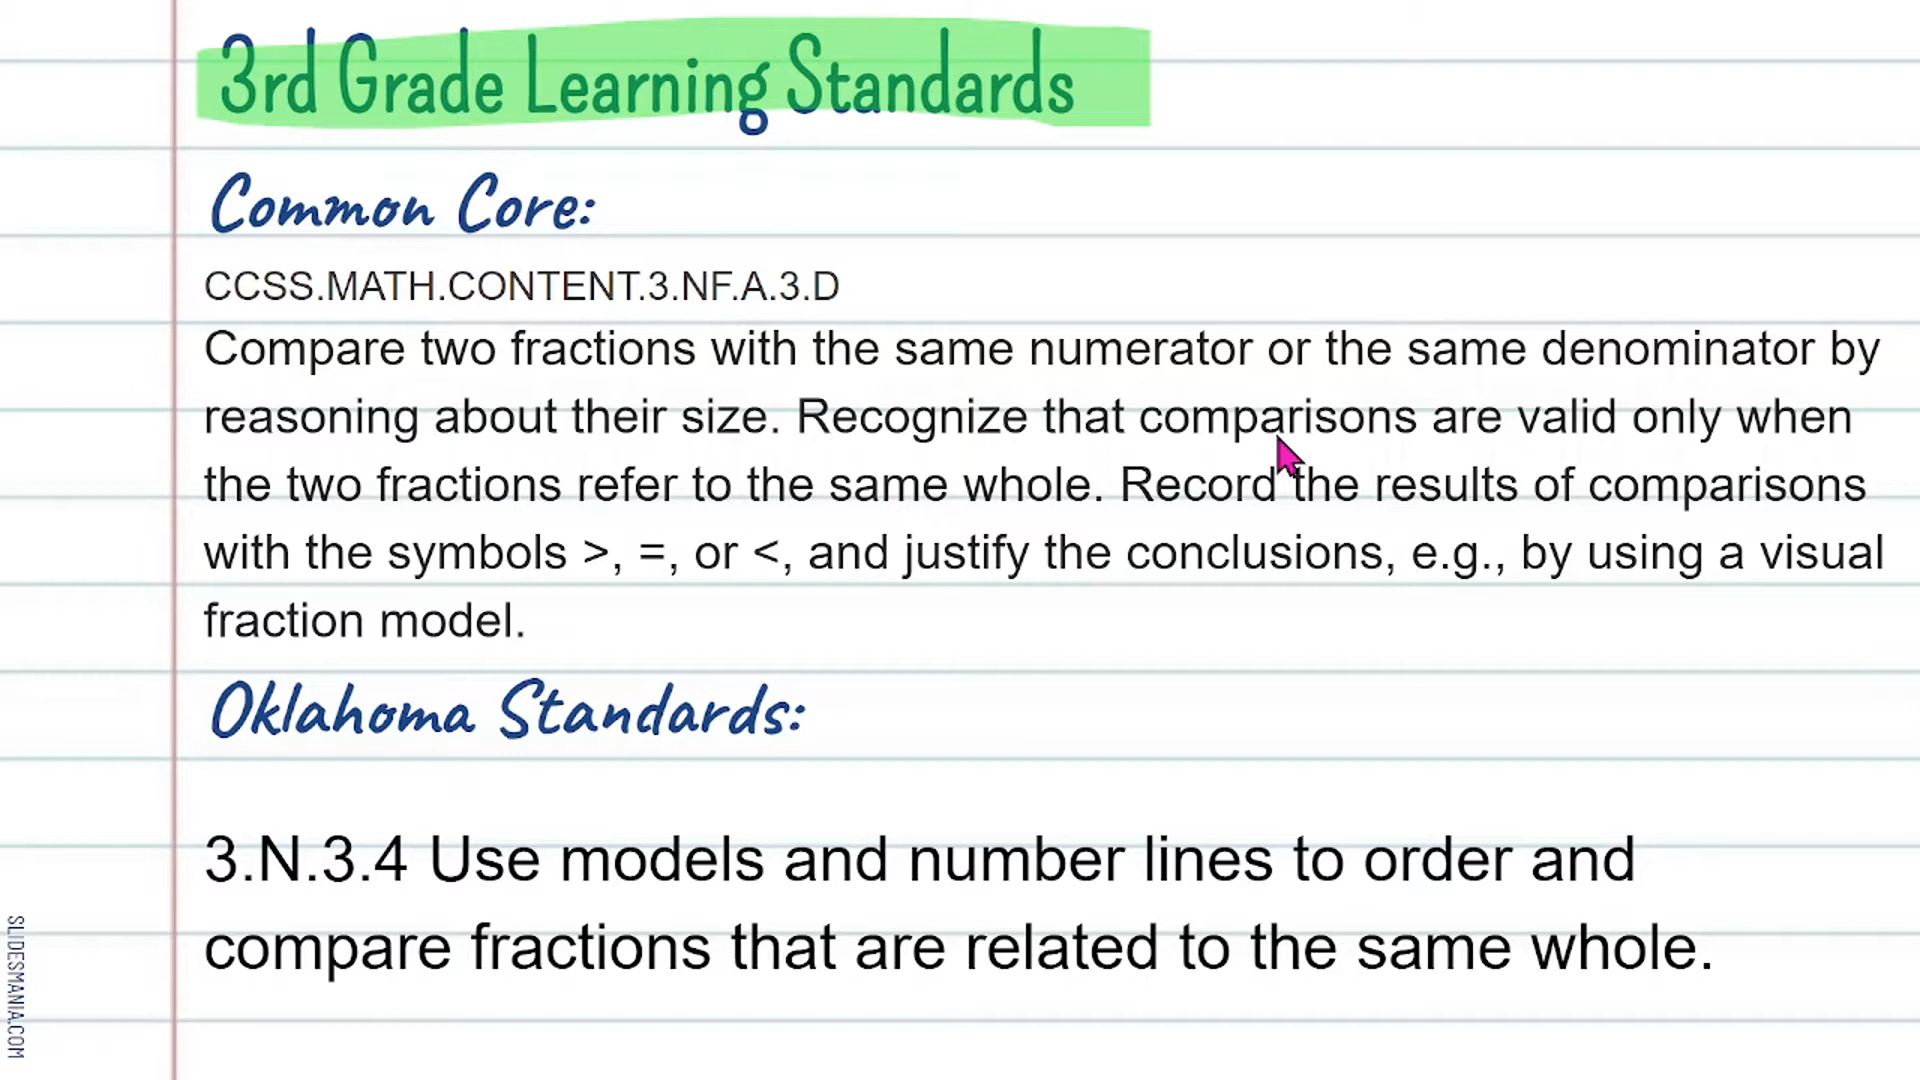 3rd Grade Learning Standards
Common Core:
CCSS.MATH.CONTENT.3.NF.A.3.D
Compare two fractions with the same numerator or the same denominator by
reasoning about their size. Recognize that comparisons are valid only when
the two fractions refer to the same whole. Record the results of comparisons
with the symbols >, =, or <, and justify the conclusions, e.g., by using a visual
fraction model.
Oklahoma Standards:
3.N.3.4 Use models and number lines to order and
compare fractions that are related to the same whole.
SLIDESMANIA.COM